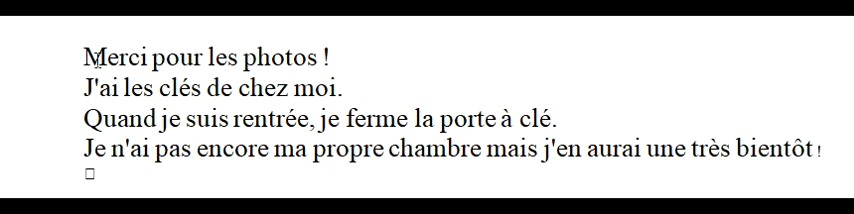 Merci pour les photos !
J'ai les clés de chez moi.
Quand je suis rentrée, je ferme la porte à clé.
Je n'ai pas encore ma propre chambre mais j'en aurai une très bientôt !